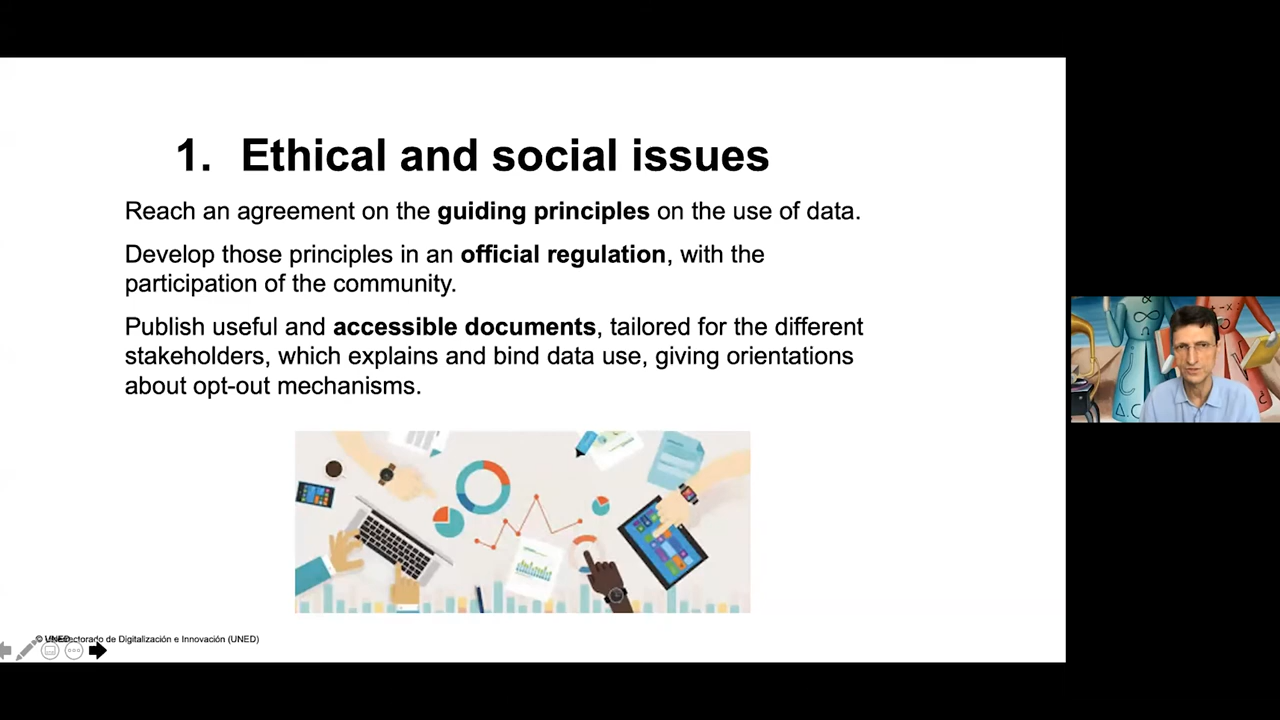 1. Ethical and social issues
Reach an agreement on the guiding principles on the use of data.
Develop those principles in an official regulation, with the
participation of the community.
Publish useful and accessible documents, tailored for the different
stakeholders, which explains and bind data use, giving orientations
about opt-out mechanisms.
de Digitalización e Innovación (UNED)